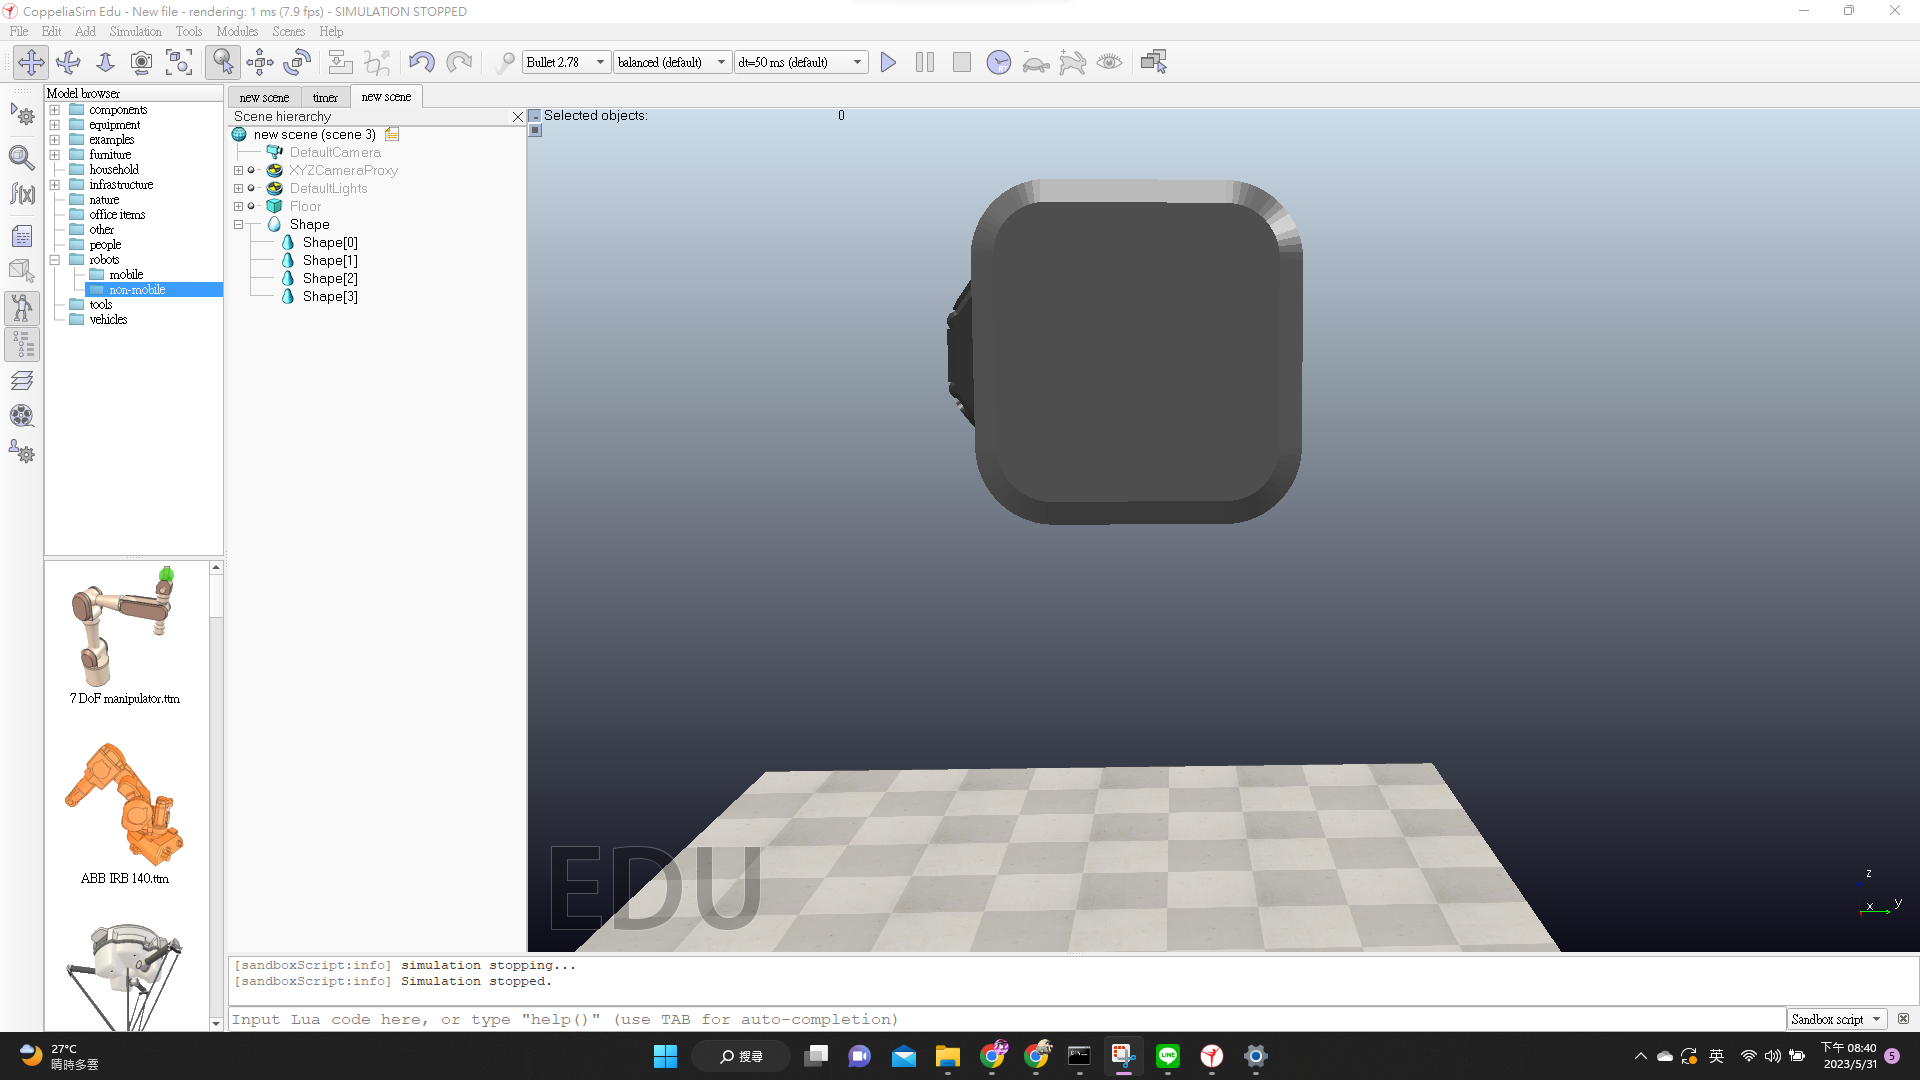 CoppeliaSim Edu - New file - rendering: 1 ms (7.9 fps) - SIMULATION STOPPED
File Edit Add Simulation Tools Modules Scenes Help
Bullet 2.78 balanced (default) dt=50 ms (default)
Model browser
components
equipment
examples
furniture
household
infrastructure
nature
office items
other
people
robots
mobile
non-mobile
tools
vehicles
7 DoF manipulator.ttm
ABB IRB 140.ttm
new scene timer new scene
Scene hierarchy
new scene (scene 3)
DefaultCamera
XYZCameraProxy
DefaultLights
Floor
Shape
Shape[0]
Shape[1]
Shape[2]
Shape[3]
Selected objects: 0
EDU
z
x y
[sandboxScript:info] simulation stopping...
[sandboxScript:info] Simulation stopped.
Input Lua code here, or type "help()" (use TAB for auto-completion)
Sandbox script
27°C
晴時多雲
搜尋
英
下午 08:40
2023/5/31
5